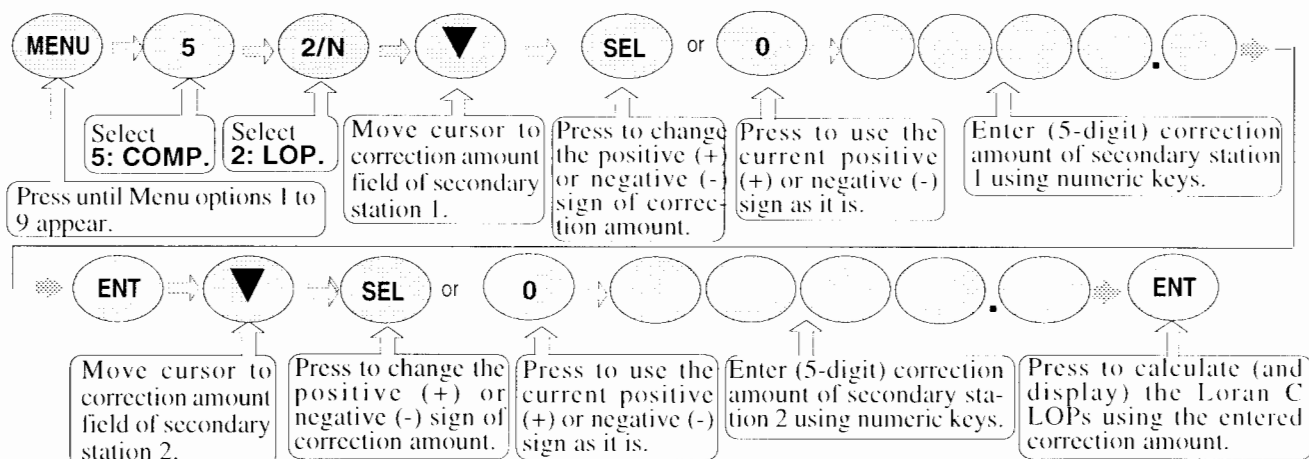 MENU 5 2/N SEL or 0 .
Select
5: COMP.
Select
2: LOP.
Move cursor to
correction amount
field of secondary
station 1.
Press to change
the positive (+)
or negative (-)
sign of correc-
tion amount.
Press to use the
current positive
(+) or negative (-)
sign as it is.
Enter (5-digit) correction
amount of secondary station
1 using numeric keys.
Press until Menu options 1 to
9 appear.
ENT SEL or 0 . ENT
Move cursor to
correction amount
field of secondary
station 2.
Press to change the
positive (+) or
negative (-) sign of
correction amount.
Press to use the
current positive
(+) or negative (-)
sign as it is.
Enter (5-digit) correction
amount of secondary sta-
tion 2 using numeric keys.
Press to calculate (and
display) the Loran C
LOPs using the entered
correction amount.